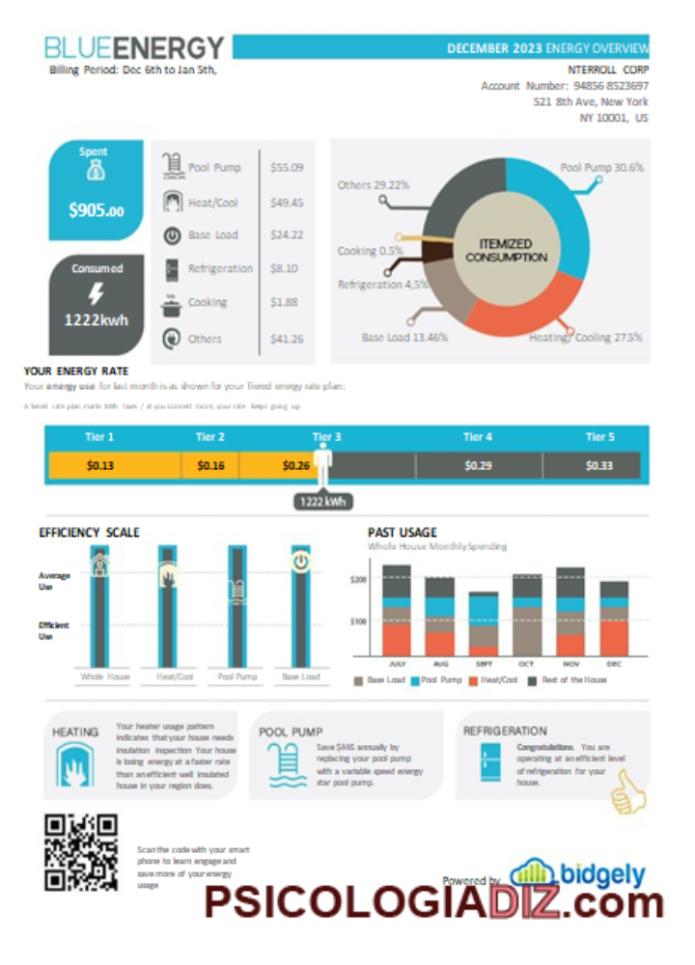 BLUEENERGY
DECEMBER 2023 ENERGY OVERVIEW
Billing Period: Dec 6th to Jan 5th,
NTERROLL CORP
Account Number: 94856 8523697
521 8th Ave, New York
NY 10001, US
Spent
$905.00
Consumed
1222kwh
Pool Pump $55.09
Heat/Cool $49.45
Base Load $24.22
Refrigeration $8.10
Cooking $1.88
Others $41.26
Pool Pump 30.6%
Others 29.22%
ITEMIZED
CONSUMPTION
Cooking 0.5%
Refrigeration 4,5%
Base Load 13.46%
Heating/ Cooling 27.5%
YOUR ENERGY RATE
Your energy use for last month is as shown for your Tiered energy rate plan:
A tiered rate plan marks kWh your rate keeps going up
Tier 1 Tier 2 Tier 3 Tier 4 Tier 5
$0.13 $0.16 $0.26 $0.29 $0.33
1222 kWh
EFFICIENCY SCALE
Average
Use
Efficient
Use
Whole House Heat/Cool Pool Pump Base Load
PAST USAGE
Whole House Monthly Spending
$200
$100
JULY AUG SEPT OCT NOV DEC
Base Load Pool Pump Heat/Cool Rest of the House
HEATING
Your heater usage pattern
indicates that your house needs
insulation inspection Your house
is losing energy at a faster rate
than an efficient well insulated
house in your region does.
POOL PUMP
Save $446 annually by
replacing your pool pump
with a variable speed energy
star pool pump.
REFRIGERATION
Congratulations. You are
operating at an efficient level
of refrigeration for your
house.
Scan the code with your smart
phone to learn engage and
save more of your energy
usage
Powered by bidgely
PSICOLOGIADIZ.com